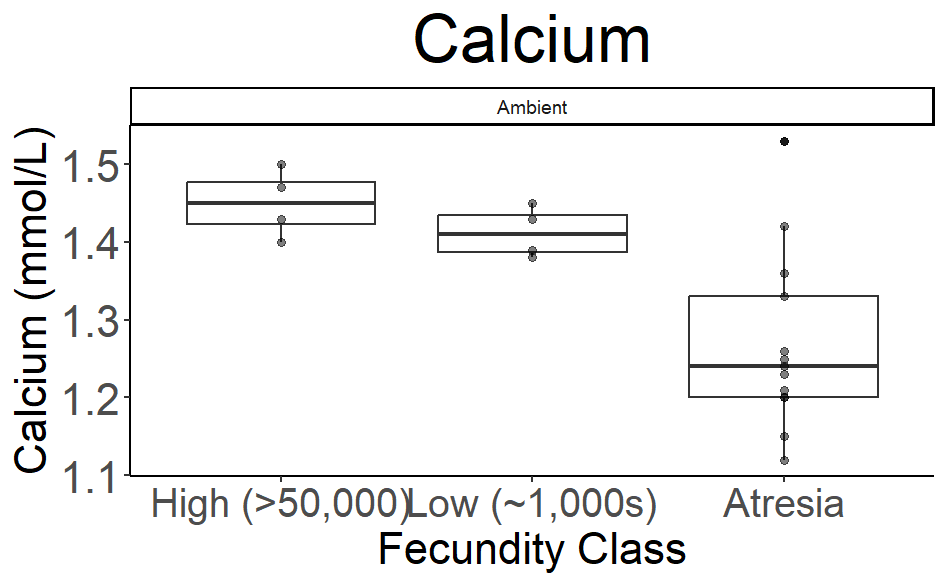 Calcium
Ambient
Calcium (mmol/L)
1.5
1.4
1.3
1.2
1.1
High (>50,000)
Low (~1,000s)
Atresia
Fecundity Class